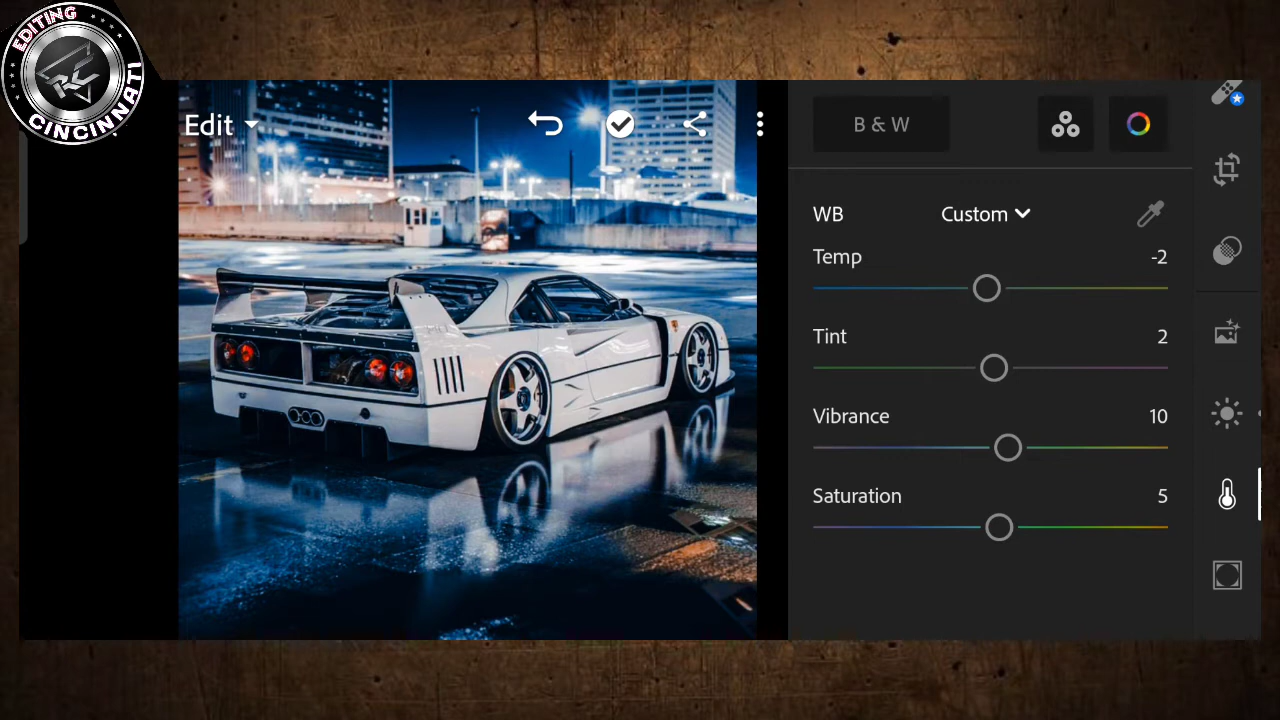 EDITING
CINCINNATI
Edit
B & W
WB
Custom
Temp
-2
Tint
2
Vibrance
10
Saturation
5